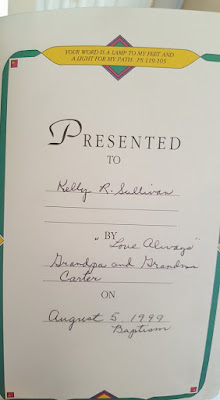 YOUR WORD IS A LAMP TO MY FEET AND
A LIGHT FOR MY PATH. PS 119:105
PRESENTED
TO
Kelly R. Sullivan
BY
"Love Always"
Grandpa and Grandma
Carter
ON
August 5, 1999
Baptism